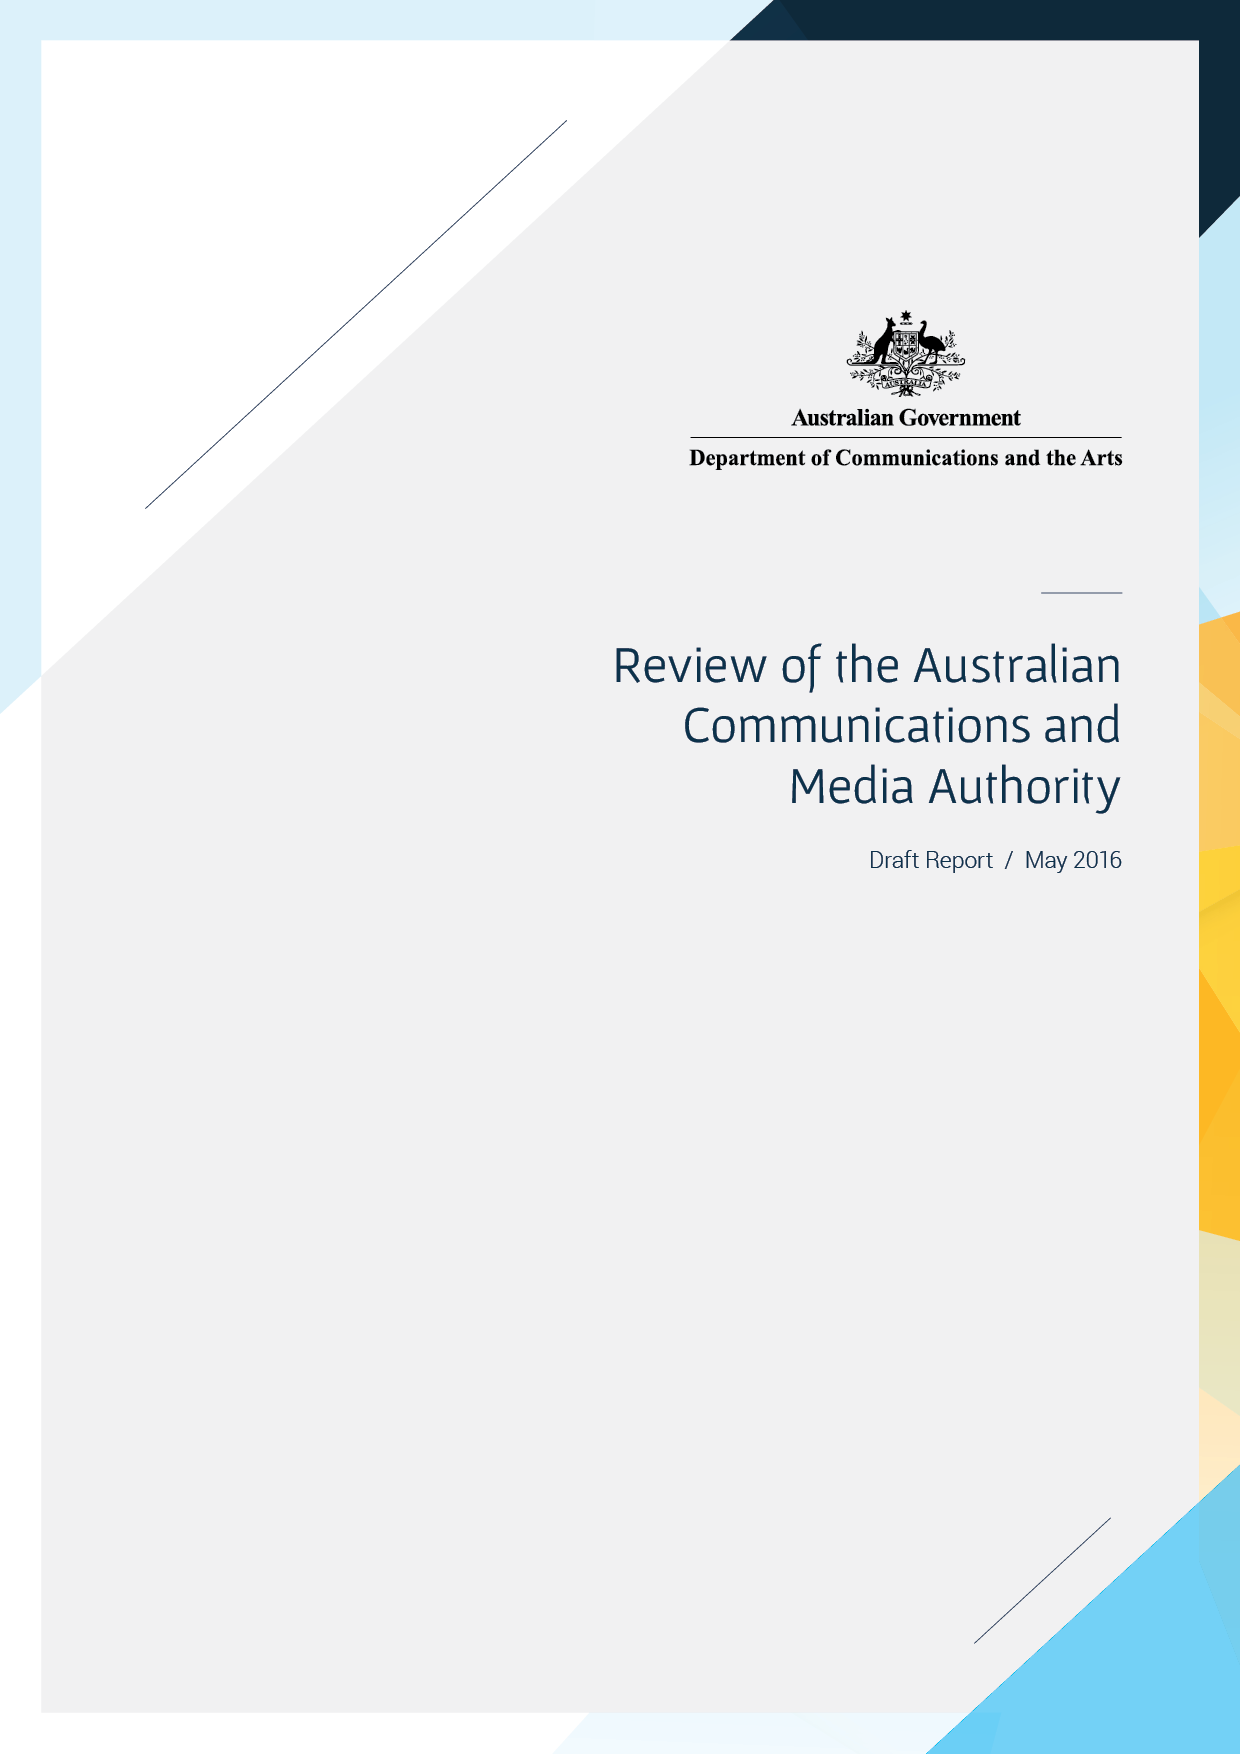 AUSTRALIA
Australian Government
Department of Communications and the Arts
Review of the Australian
Communications and
Media Authority
Draft Report / May 2016